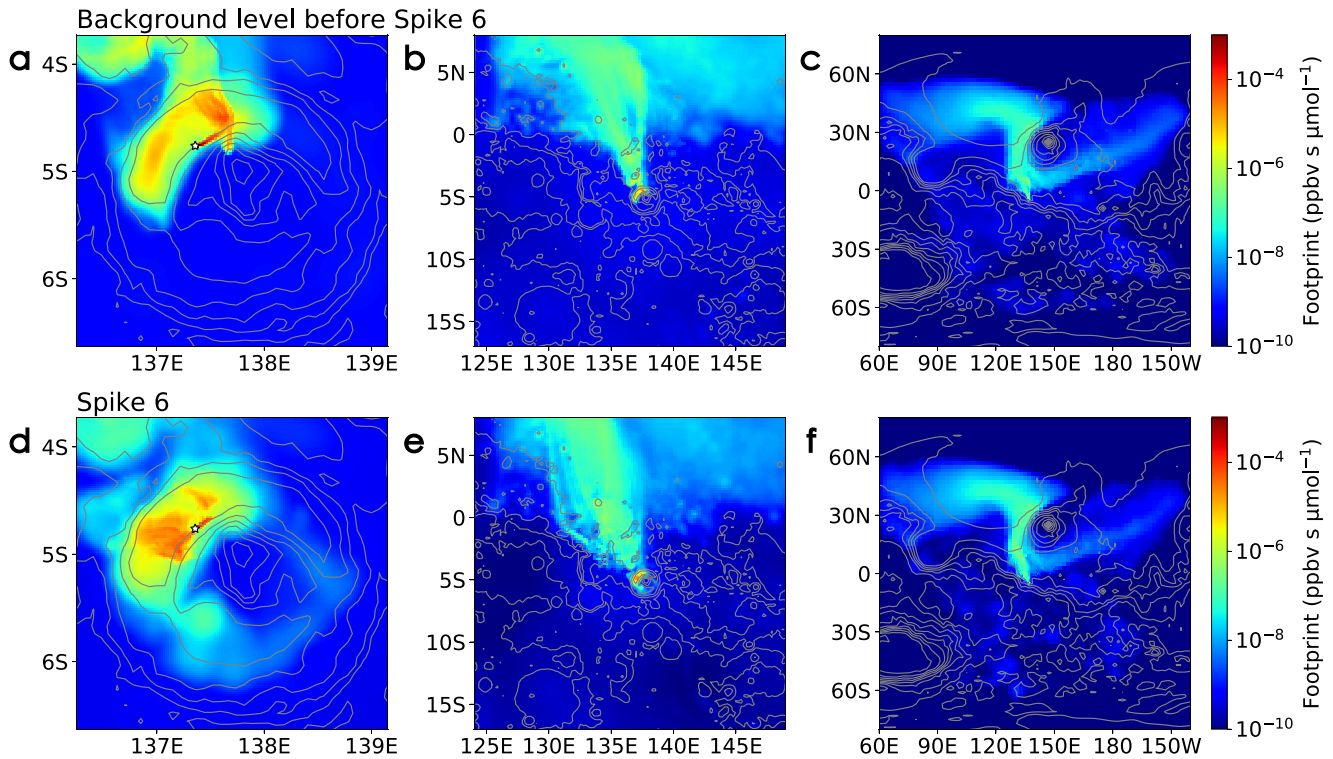 Background level before Spike 6
a
4S
5S
6S
137E 138E 139E
b
5N
0
5S
10S
15S
125E 130E 135E 140E 145E
c
60N
30N
0
30S
60S
60E 90E 120E 150E 180 150W
10⁻⁴
10⁻⁶
10⁻⁸
10⁻¹⁰
Footprint (ppbv s μmol⁻¹)
Spike 6
d
4S
5S
6S
137E 138E 139E
e
5N
0
5S
10S
15S
125E 130E 135E 140E 145E
f
60N
30N
0
30S
60S
60E 90E 120E 150E 180 150W
10⁻⁴
10⁻⁶
10⁻⁸
10⁻¹⁰
Footprint (ppbv s μmol⁻¹)